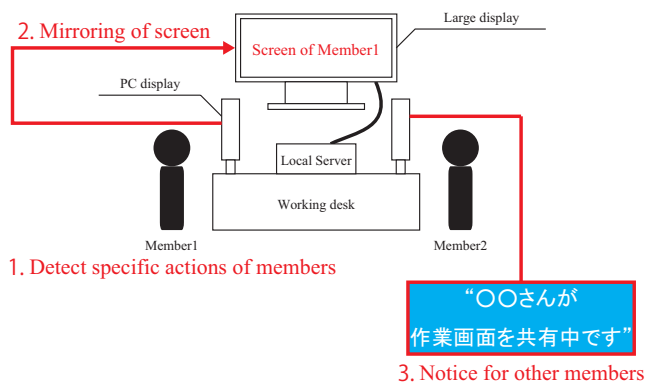 2. Mirroring of screen
Large display
Screen of Member1
PC display
Local Server
Working desk
Member1
Member2
1. Detect specific actions of members
“〇〇さんが
作業画面を共有中です”
3. Notice for other members